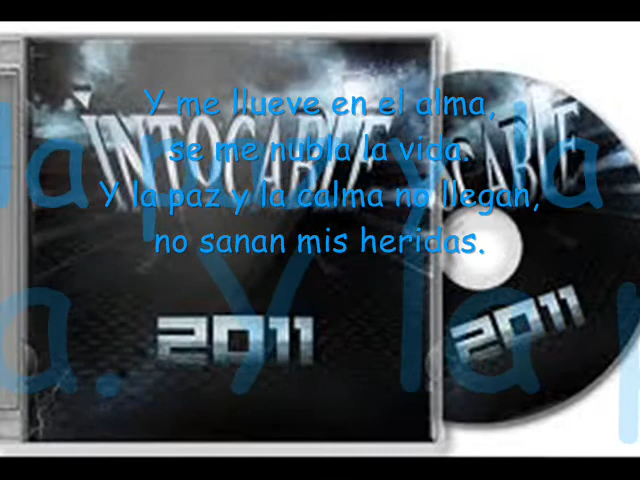 Y me llueve en el alma,
se me nubla la vida.
Y la paz y la calma no llegan,
no sanan mis heridas.
INTOCABLE
2011
2011